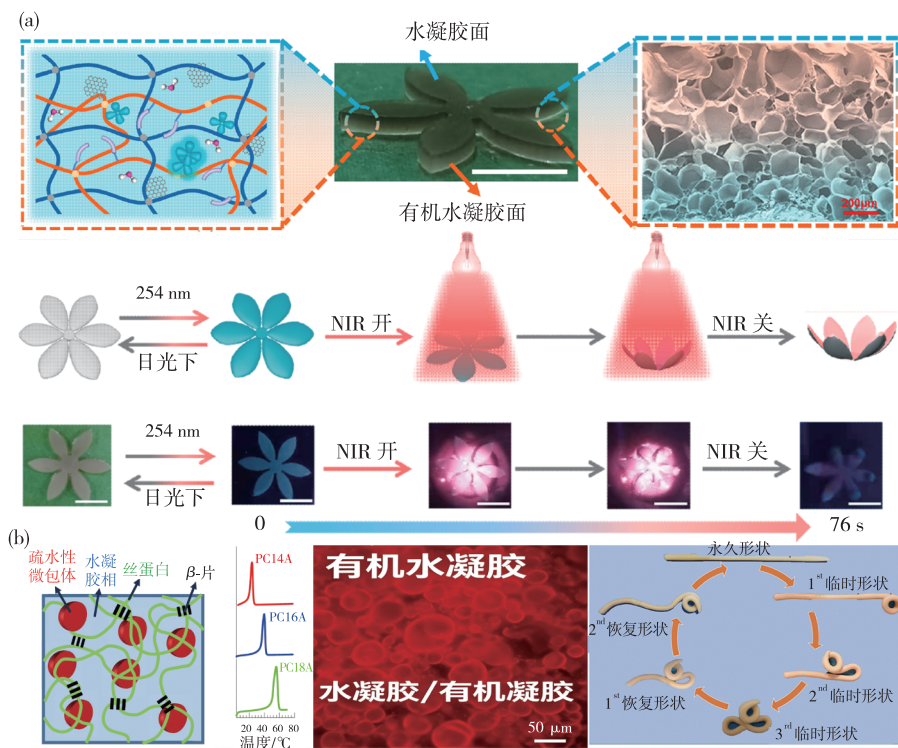 (a)
水凝胶面
有机水凝胶面
200μm
254 nm
日光下
NIR 开
NIR 关
254 nm
日光下
NIR 开
NIR 关
0
76 s
(b)
疏水性
微包体
水凝
胶相
丝蛋白
β-片
PC14A
PC16A
PC18A
20 40 60 80
温度/℃
有机水凝胶
水凝胶/有机凝胶
50 μm
永久形状
1st 临时形状
2nd 临时形状
3rd 临时形状
1st 恢复形状
2nd 恢复形状